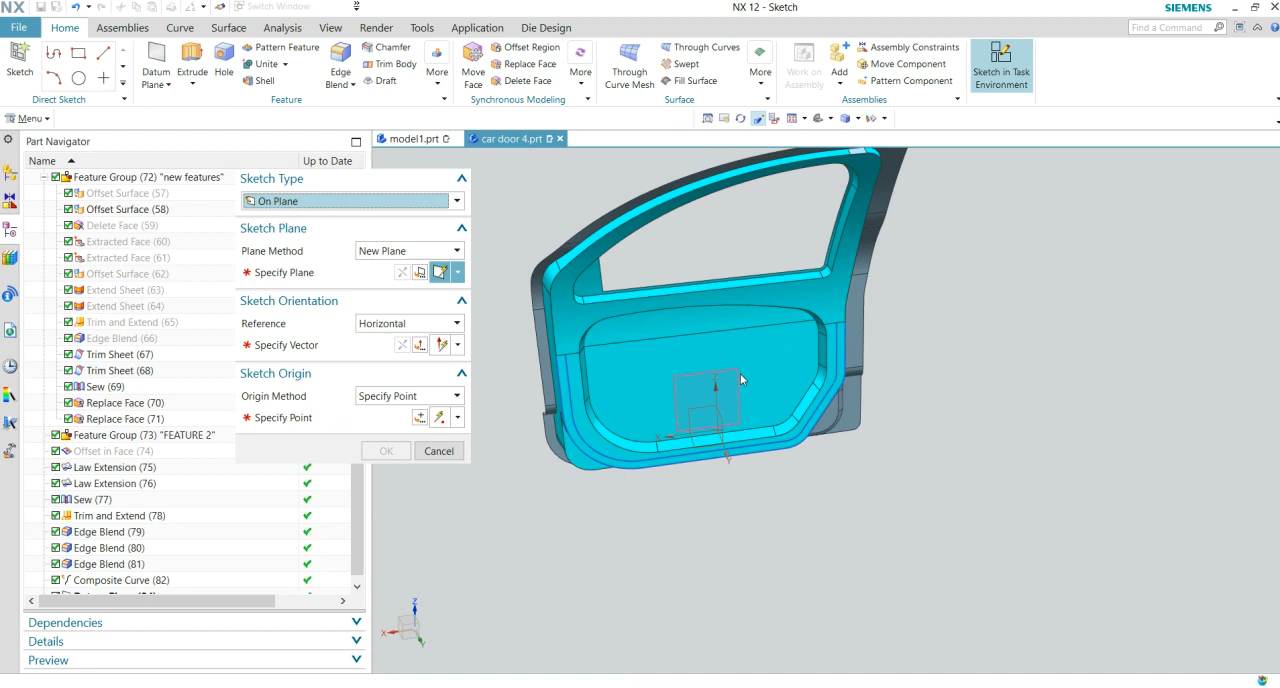 NX
Switch Window
NX 12 - Sketch
SIEMENS
File
Home
Assemblies
Curve
Surface
Analysis
View
Render
Tools
Application
Die Design
Find a Command
Sketch
Direct Sketch
Datum Plane
Extrude
Hole
Pattern Feature
Unite
Shell
Edge Blend
Chamfer
Trim Body
Draft
More
Feature
Move Face
Offset Region
Replace Face
Delete Face
More
Synchronous Modeling
Through Curve Mesh
Through Curves
Swept
Fill Surface
More
Surface
Work on Assembly
Add
Assembly Constraints
Move Component
Pattern Component
Assemblies
Sketch in Task Environment
Menu
Part Navigator
model1.prt
car door 4.prt
Name
Up to Date
Feature Group (72) "new features"
Offset Surface (57)
Offset Surface (58)
Delete Face (59)
Extracted Face (60)
Extracted Face (61)
Offset Surface (62)
Extend Sheet (63)
Extend Sheet (64)
Trim and Extend (65)
Edge Blend (66)
Trim Sheet (67)
Trim Sheet (68)
Sew (69)
Replace Face (70)
Replace Face (71)
Feature Group (73) "FEATURE 2"
Offset in Face (74)
Law Extension (75)
Law Extension (76)
Sew (77)
Trim and Extend (78)
Edge Blend (79)
Edge Blend (80)
Edge Blend (81)
Composite Curve (82)
Dependencies
Details
Preview
Sketch Type
On Plane
Sketch Plane
Plane Method
New Plane
* Specify Plane
Sketch Orientation
Reference
Horizontal
* Specify Vector
Sketch Origin
Origin Method
Specify Point
* Specify Point
OK
Cancel
Z
X
Y
Z
X
Y